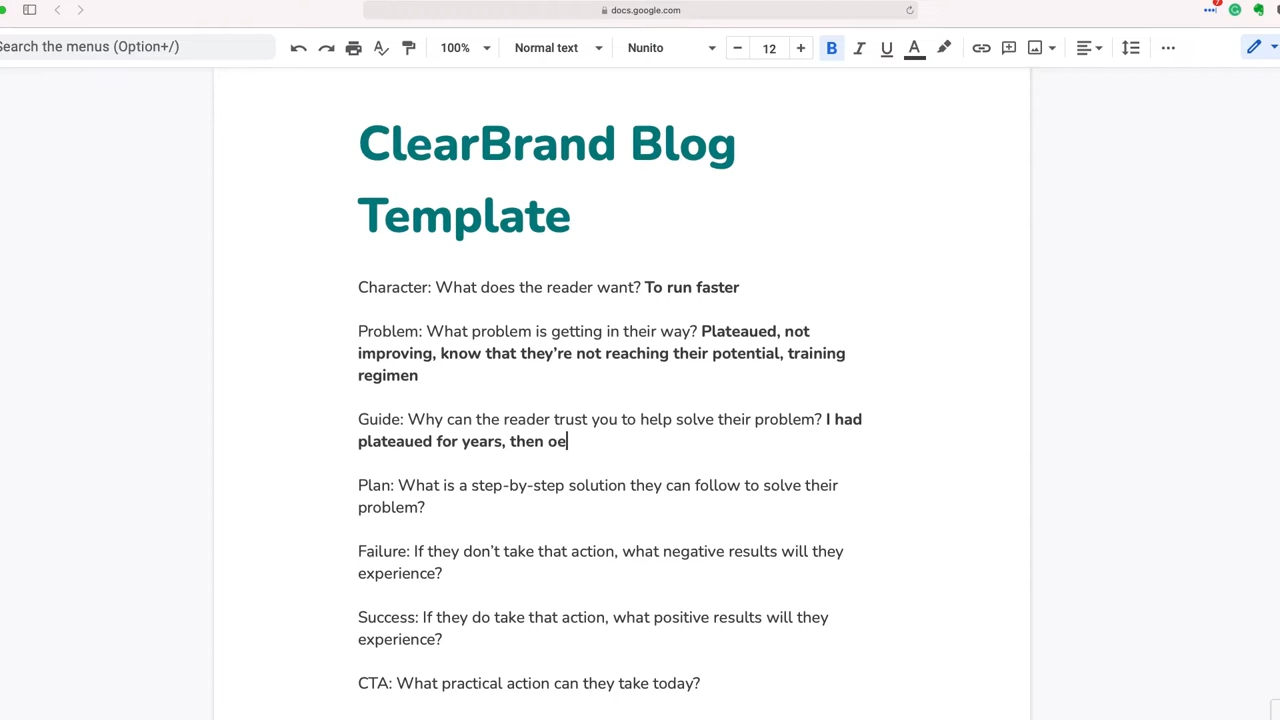 docs.google.com
Search the menus (Option+/)
100%
Normal text
Nunito
12
B
I
U
A
ClearBrand Blog
Template
Character: What does the reader want? To run faster
Problem: What problem is getting in their way? Plateaued, not
improving, know that they’re not reaching their potential, training
regimen
Guide: Why can the reader trust you to help solve their problem? I had
plateaued for years, then oe
Plan: What is a step-by-step solution they can follow to solve their
problem?
Failure: If they don’t take that action, what negative results will they
experience?
Success: If they do take that action, what positive results will they
experience?
CTA: What practical action can they take today?